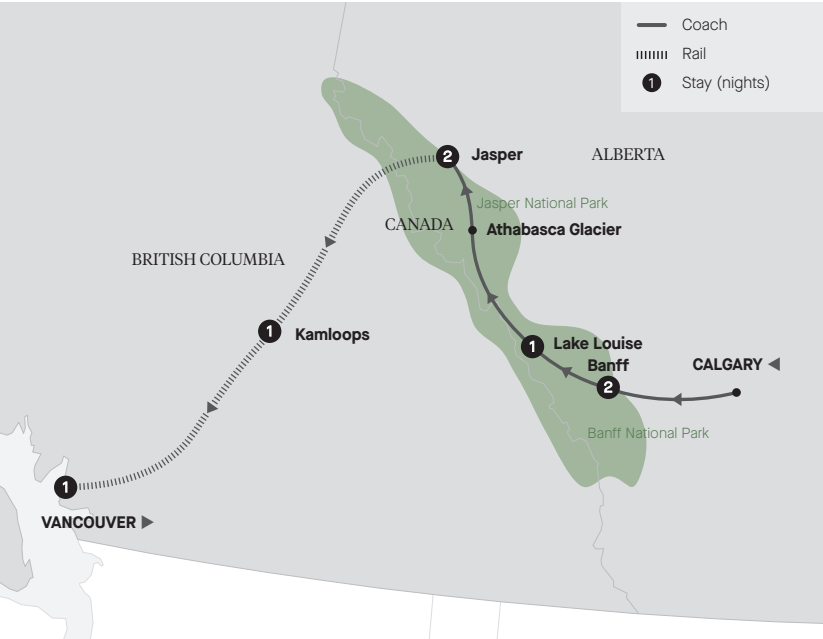 Coach
Rail
1 Stay (nights)
2 Jasper
ALBERTA
Jasper National Park
CANADA
Athabasca Glacier
BRITISH COLUMBIA
1 Kamloops
1 Lake Louise
Banff
2
CALGARY
Banff National Park
1
VANCOUVER